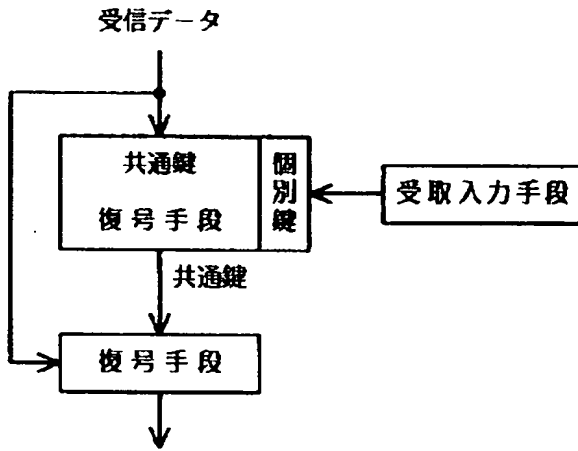 受信データ
共通鍵
復号手段
個別鍵
受取入力手段
共通鍵
復号手段